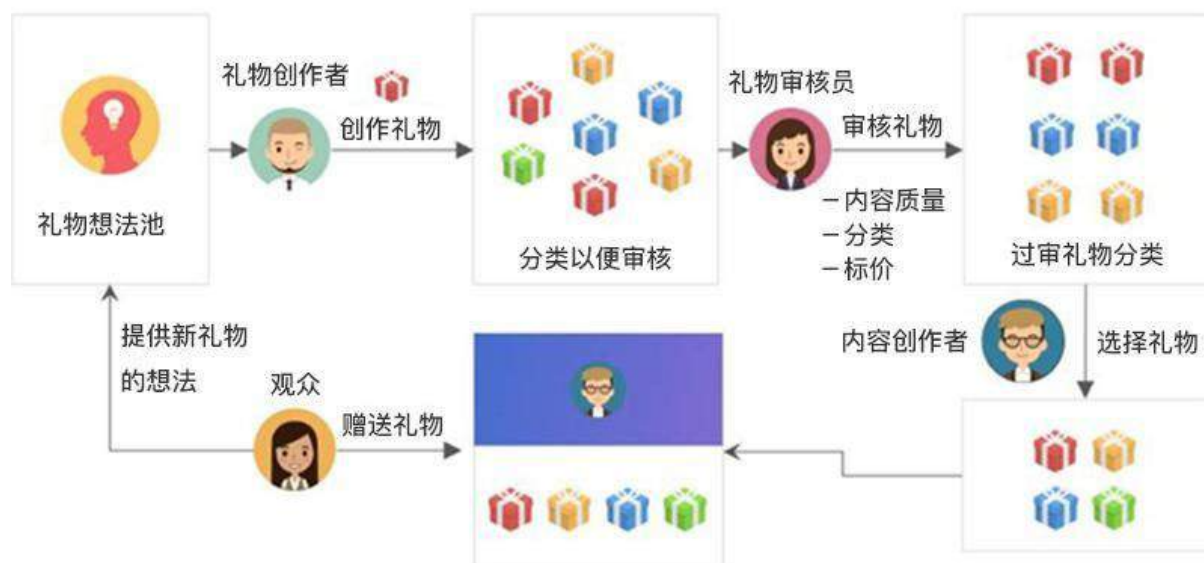 礼物创作者
创作礼物
礼物想法池
分类以便审核
礼物审核员
审核礼物
－内容质量
－分类
－标价
过审礼物分类
内容创作者
选择礼物
提供新礼物
的想法
观众
赠送礼物